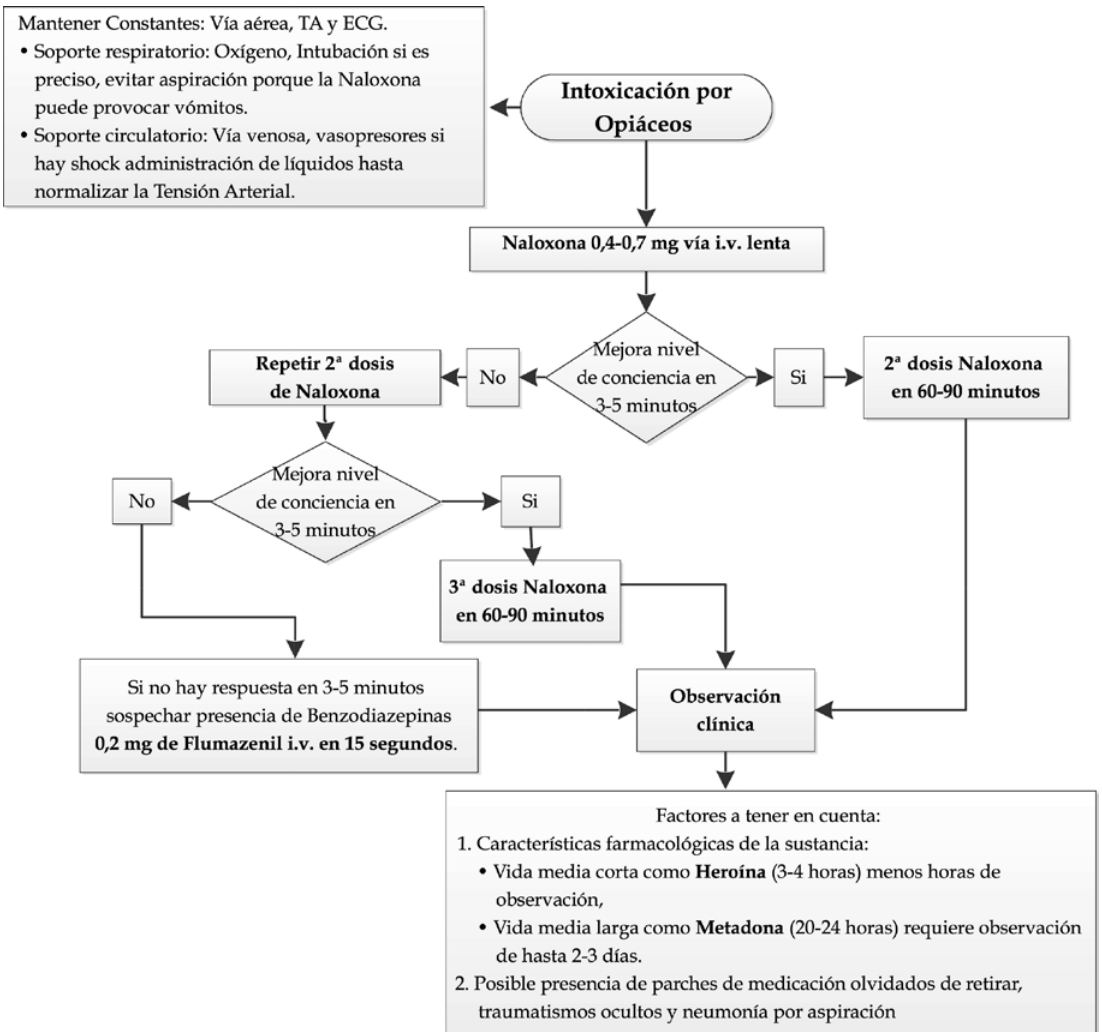 Mantener Constantes: Vía aérea, TA y ECG.
• Soporte respiratorio: Oxígeno, Intubación si es
preciso, evitar aspiración porque la Naloxona
puede provocar vómitos.
• Soporte circulatorio: Vía venosa, vasopresores si
hay shock administración de líquidos hasta
normalizar la Tensión Arterial.
Intoxicación por
Opiáceos
Naloxona 0,4-0,7 mg vía i.v. lenta
Mejora nivel
de conciencia en
3-5 minutos
No
Si
Repetir 2ª dosis
de Naloxona
2ª dosis Naloxona
en 60-90 minutos
Mejora nivel
de conciencia en
3-5 minutos
No
Si
3ª dosis Naloxona
en 60-90 minutos
Si no hay respuesta en 3-5 minutos
sospechar presencia de Benzodiazepinas
0,2 mg de Flumazenil i.v. en 15 segundos.
Observación
clínica
Factores a tener en cuenta:
1. Características farmacológicas de la sustancia:
• Vida media corta como Heroína (3-4 horas) menos horas de
observación,
• Vida media larga como Metadona (20-24 horas) requiere observación
de hasta 2-3 días.
2. Posible presencia de parches de medicación olvidados de retirar,
traumatismos ocultos y neumonía por aspiración